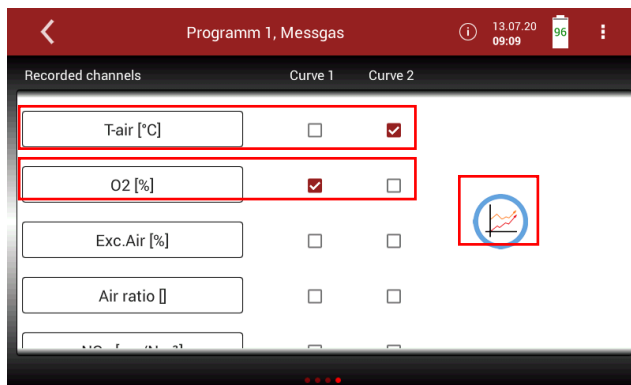 Programm 1, Messgas
13.07.20
09:09
96
Recorded channels Curve 1 Curve 2
T-air [°C]
O2 [%]
Exc.Air [%]
Air ratio []